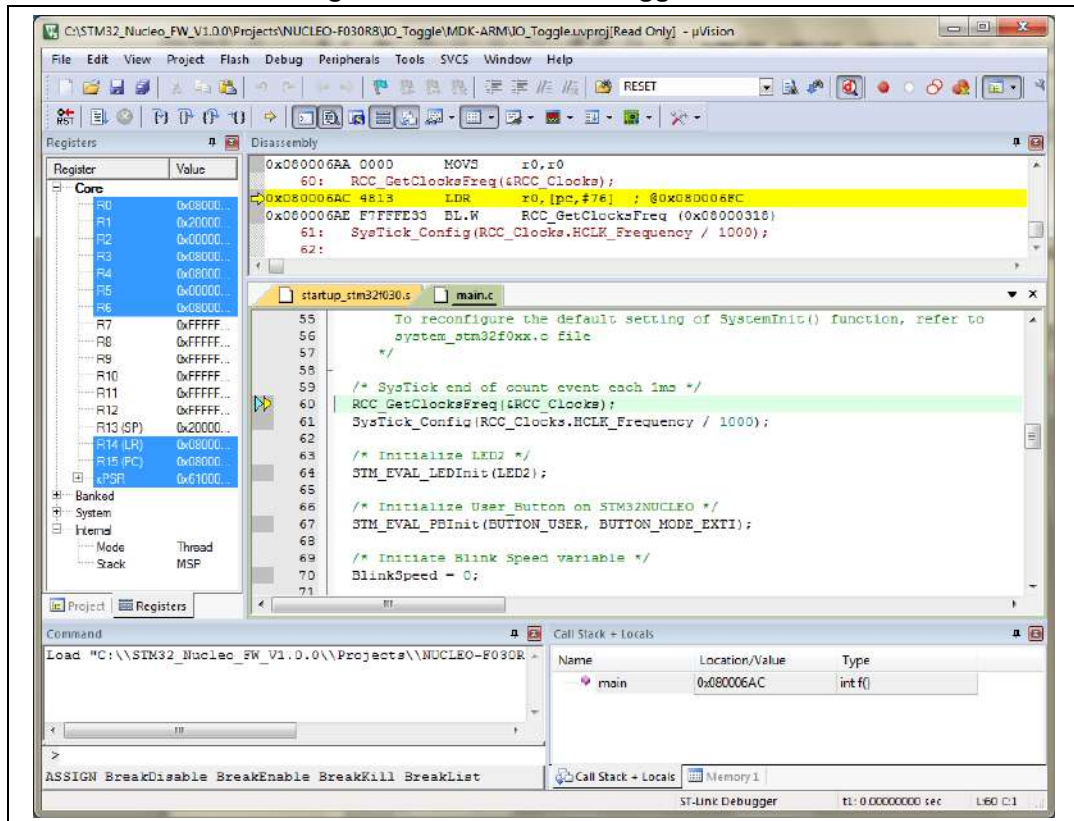 C:\STM32_Nucleo_FW_V1.0.0\Projects\NUCLEO-F030R8\IO_Toggle\MDK-ARM\IO_Toggle.uvproj[Read Only] - µVision
File Edit View Project Flash Debug Peripherals Tools SVCS Window Help
RESET
RST
Registers
Register Value
Core
R0 0x08000...
R1 0x20000...
R2 0x00000...
R3 0x08000...
R4 0x08000...
R5 0x00000...
R6 0x08000...
R7 0xFFFFF...
R8 0xFFFFF...
R9 0xFFFFF...
R10 0xFFFFF...
R11 0xFFFFF...
R12 0xFFFFF...
R13 (SP) 0x20000...
R14 (LR) 0x08000...
R15 (PC) 0x08000...
xPSR 0x61000...
Banked
System
Internal
Mode Thread
Stack MSP
Project Registers
Disassembly
0x080006AA 0000 MOVS r0,r0
60: RCC_GetClocksFreq(&RCC_Clocks);
0x080006AC 4813 LDR r0,[pc,#76] ; @0x080006FC
0x080006AE F7FFFE33 BL.W RCC_GetClocksFreq (0x08000318)
61: SysTick_Config(RCC_Clocks.HCLK_Frequency / 1000);
62:
startup_stm32f030.s main.c
55 To reconfigure the default setting of SystemInit() function, refer to
56 system_stm32f0xx.c file
57 */
58
59 /* SysTick end of count event each 1ms */
60 RCC_GetClocksFreq(&RCC_Clocks);
61 SysTick_Config(RCC_Clocks.HCLK_Frequency / 1000);
62
63 /* Initialize LED2 */
64 STM_EVAL_LEDInit(LED2);
65
66 /* Initialize User_Button on STM32NUCLEO */
67 STM_EVAL_PBInit(BUTTON_USER, BUTTON_MODE_EXTI);
68
69 /* Initiate Blink Speed variable */
70 BlinkSpeed = 0;
71
Command
Load "C:\\STM32_Nucleo_FW_V1.0.0\\Projects\\NUCLEO-F030R
>
ASSIGN BreakDisable BreakEnable BreakKill BreakList
Call Stack + Locals
Name Location/Value Type
main 0x080006AC int f()
Call Stack + Locals Memory 1
ST-Link Debugger t1: 0.00000000 sec L:60 C:1